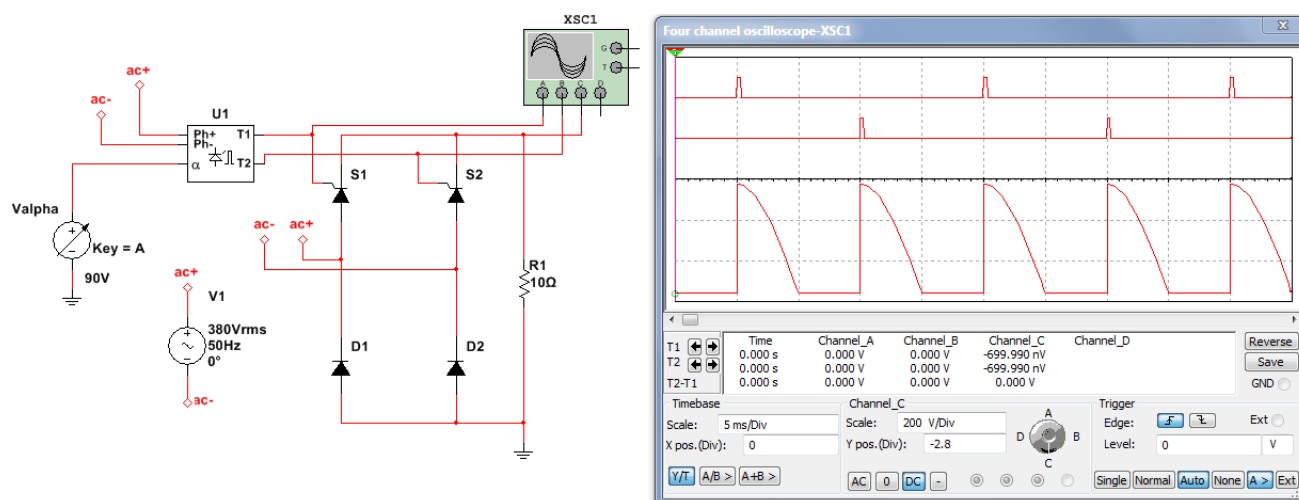 XSC1
G
T
A B C D
ac+
ac-
U1
Ph+ T1
Ph-
α T2
S1
S2
Valpha
Key = A
90V
ac- ac+
R1
10Ω
ac+
V1
380Vrms
50Hz
0°
ac-
D1
D2
Four channel oscilloscope-XSC1
Time Channel_A Channel_B Channel_C Channel_D
T1 0.000 s 0.000 V 0.000 V -699.990 nV
T2 0.000 s 0.000 V 0.000 V -699.990 nV
T2-T1 0.000 s 0.000 V 0.000 V 0.000 V
Reverse
Save
GND
Timebase
Scale: 5 ms/Div
X pos.(Div): 0
Y/T A/B > A+B >
Channel_C
Scale: 200 V/Div
Y pos.(Div): -2.8
AC 0 DC -
A
D B
C
Trigger
Edge: Ext
Level: 0 V
Single Normal Auto None A > Ext